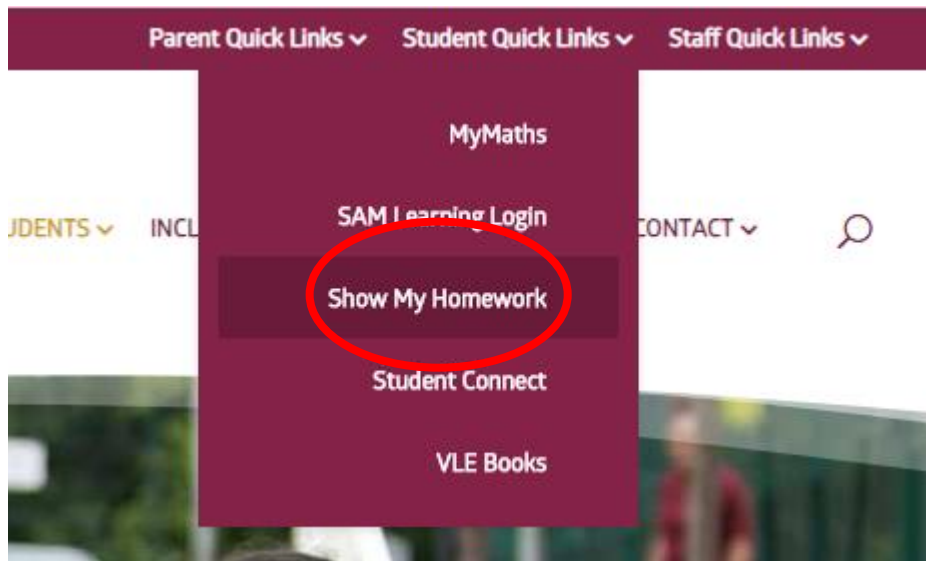 Parent Quick Links Student Quick Links Staff Quick Links
MyMaths
SAM Learning Login
UDENTS INCL CONTACT
Show My Homework
Student Connect
VLE Books